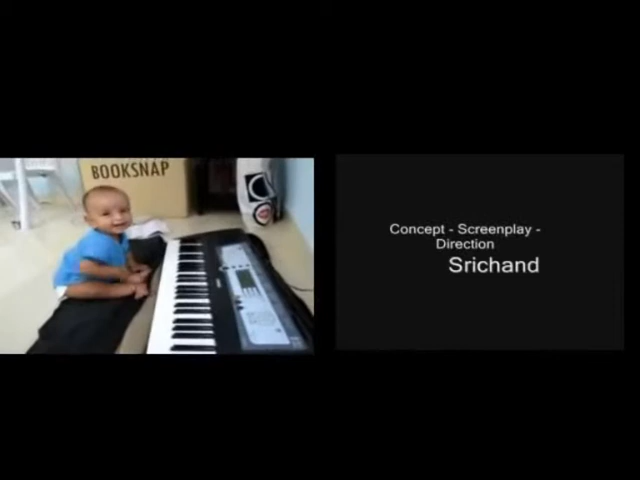 BOOKSNAP
Concept - Screenplay -
Direction
Srichand